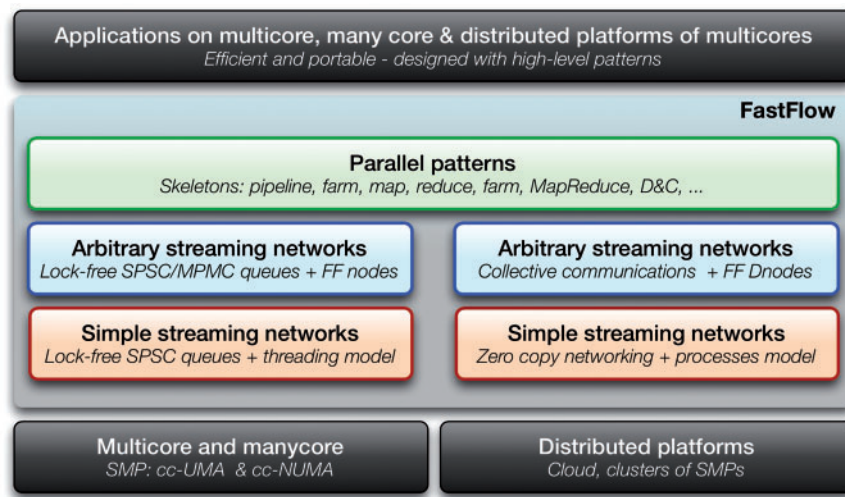 Applications on multicore, many core & distributed platforms of multicores
Efficient and portable - designed with high-level patterns
FastFlow
Parallel patterns
Skeletons: pipeline, farm, map, reduce, farm, MapReduce, D&C, ...
Arbitrary streaming networks
Lock-free SPSC/MPMC queues + FF nodes
Arbitrary streaming networks
Collective communications + FF Dnodes
Simple streaming networks
Lock-free SPSC queues + threading model
Simple streaming networks
Zero copy networking + processes model
Multicore and manycore
SMP: cc-UMA & cc-NUMA
Distributed platforms
Cloud, clusters of SMPs